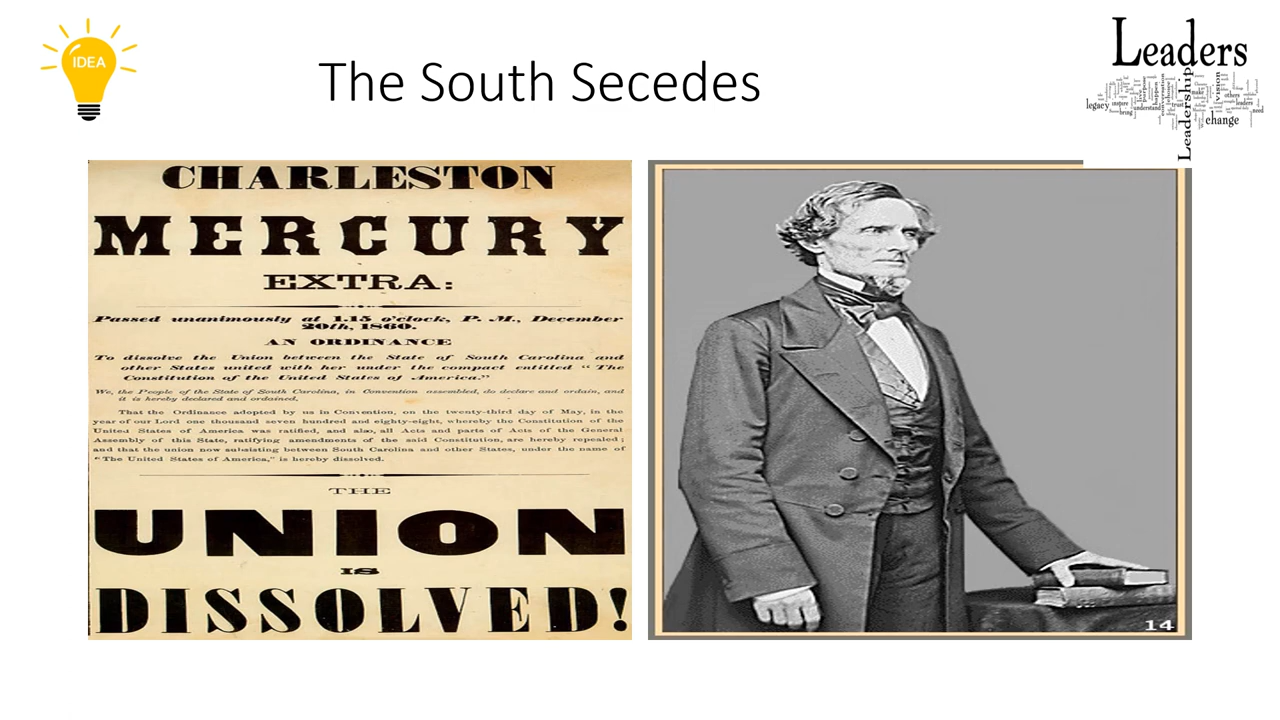 IDEA
The South Secedes
Leaders
legacy
inspire
understand
bring
trust
make
others
leaders
need
change
vision
Leadership
CHARLESTON
MERCURY
EXTRA:
Passed unanimously at 1.15 o'clock, P. M., December
20th, 1860.
AN ORDINANCE
To dissolve the Union between the State of South Carolina and
other States united with her under the compact entitled “The
Constitution of the United States of America.”
We, the People of the State of South Carolina, in Convention assembled, do declare and ordain, and
it is hereby declared and ordained,
That the Ordinance adopted by us in Convention, on the twenty-third day of May, in the
year of our Lord one thousand seven hundred and eighty-eight, whereby the Constitution of the
United States of America was ratified, and also, all Acts and parts of Acts of the General
Assembly of this State, ratifying amendments of the said Constitution, are hereby repealed;
and that the union now subsisting between South Carolina and other States, under the name of
“The United States of America,” is hereby dissolved.
THE
UNION
IS
DISSOLVED!
14